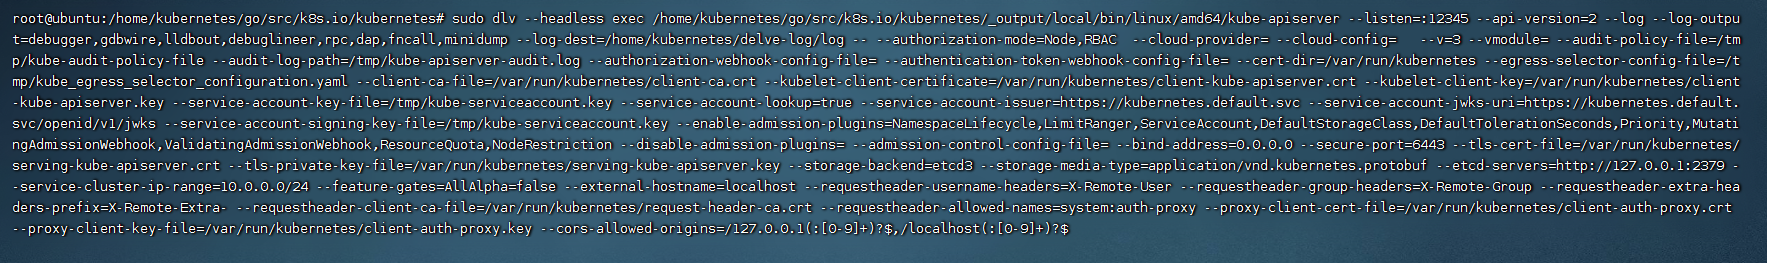 root@ubuntu:/home/kubernetes/go/src/k8s.io/kubernetes# sudo dlv --headless exec /home/kubernetes/go/src/k8s.io/kubernetes/_output/local/bin/linux/amd64/kube-apiserver --listen=:12345 --api-version=2 --log --log-outpu
t=debugger,gdbwire,lldbout,debuglineer,rpc,dap,fncall,minidump --log-dest=/home/kubernetes/delve-log/log -- --authorization-mode=Node,RBAC  --cloud-provider= --cloud-config=   --v=3 --vmodule= --audit-policy-file=/tm
p/kube-audit-policy-file --audit-log-path=/tmp/kube-apiserver-audit.log --authorization-webhook-config-file= --authentication-token-webhook-config-file= --cert-dir=/var/run/kubernetes --egress-selector-config-file=/t
mp/kube_egress_selector_configuration.yaml --client-ca-file=/var/run/kubernetes/client-ca.crt --kubelet-client-certificate=/var/run/kubernetes/client-kube-apiserver.crt --kubelet-client-key=/var/run/kubernetes/client
-kube-apiserver.key --service-account-key-file=/tmp/kube-serviceaccount.key --service-account-lookup=true --service-account-issuer=https://kubernetes.default.svc --service-account-jwks-uri=https://kubernetes.default.
svc/openid/v1/jwks --service-account-signing-key-file=/tmp/kube-serviceaccount.key --enable-admission-plugins=NamespaceLifecycle,LimitRanger,ServiceAccount,DefaultStorageClass,DefaultTolerationSeconds,Priority,Mutati
ngAdmissionWebhook,ValidatingAdmissionWebhook,ResourceQuota,NodeRestriction --disable-admission-plugins= --admission-control-config-file= --bind-address=0.0.0.0 --secure-port=6443 --tls-cert-file=/var/run/kubernetes/
serving-kube-apiserver.crt --tls-private-key-file=/var/run/kubernetes/serving-kube-apiserver.key --storage-backend=etcd3 --storage-media-type=application/vnd.kubernetes.protobuf --etcd-servers=http://127.0.0.1:2379 -
-service-cluster-ip-range=10.0.0.0/24 --feature-gates=AllAlpha=false --external-hostname=localhost --requestheader-username-headers=X-Remote-User --requestheader-group-headers=X-Remote-Group --requestheader-extra-hea
ders-prefix=X-Remote-Extra- --requestheader-client-ca-file=/var/run/kubernetes/request-header-ca.crt --requestheader-allowed-names=system:auth-proxy --proxy-client-cert-file=/var/run/kubernetes/client-auth-proxy.crt
--proxy-client-key-file=/var/run/kubernetes/client-auth-proxy.key --cors-allowed-origins=/127.0.0.1(:[0-9]+)?$,/localhost(:[0-9]+)?$